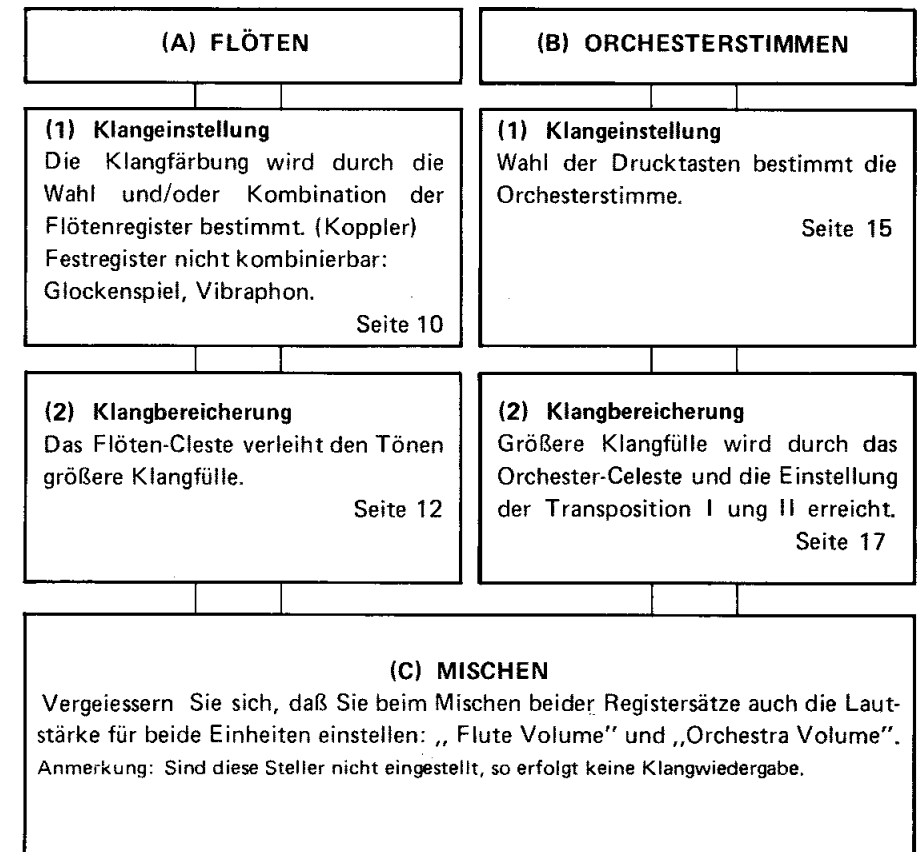 (A) FLÖTEN
(1) Klangeinstellung
Die Klangfärbung wird durch die
Wahl und/oder Kombination der
Flötenregister bestimmt. (Koppler)
Festregister nicht kombinierbar:
Glockenspiel, Vibraphon.
Seite 10
(2) Klangbereicherung
Das Flöten-Cleste verleiht den Tönen
größere Klangfülle.
Seite 12
(B) ORCHESTERSTIMMEN
(1) Klangeinstellung
Wahl der Drucktasten bestimmt die
Orchesterstimme.
Seite 15
(2) Klangbereicherung
Größere Klangfülle wird durch das
Orchester-Celeste und die Einstellung
der Transposition I ung II erreicht.
Seite 17
(C) MISCHEN
Vergeiessern Sie sich, daß Sie beim Mischen beider Registersätze auch die Laut-
stärke für beide Einheiten einstellen: ,, Flute Volume" und ,,Orchestra Volume".
Anmerkung: Sind diese Steller nicht eingestellt, so erfolgt keine Klangwiedergabe.